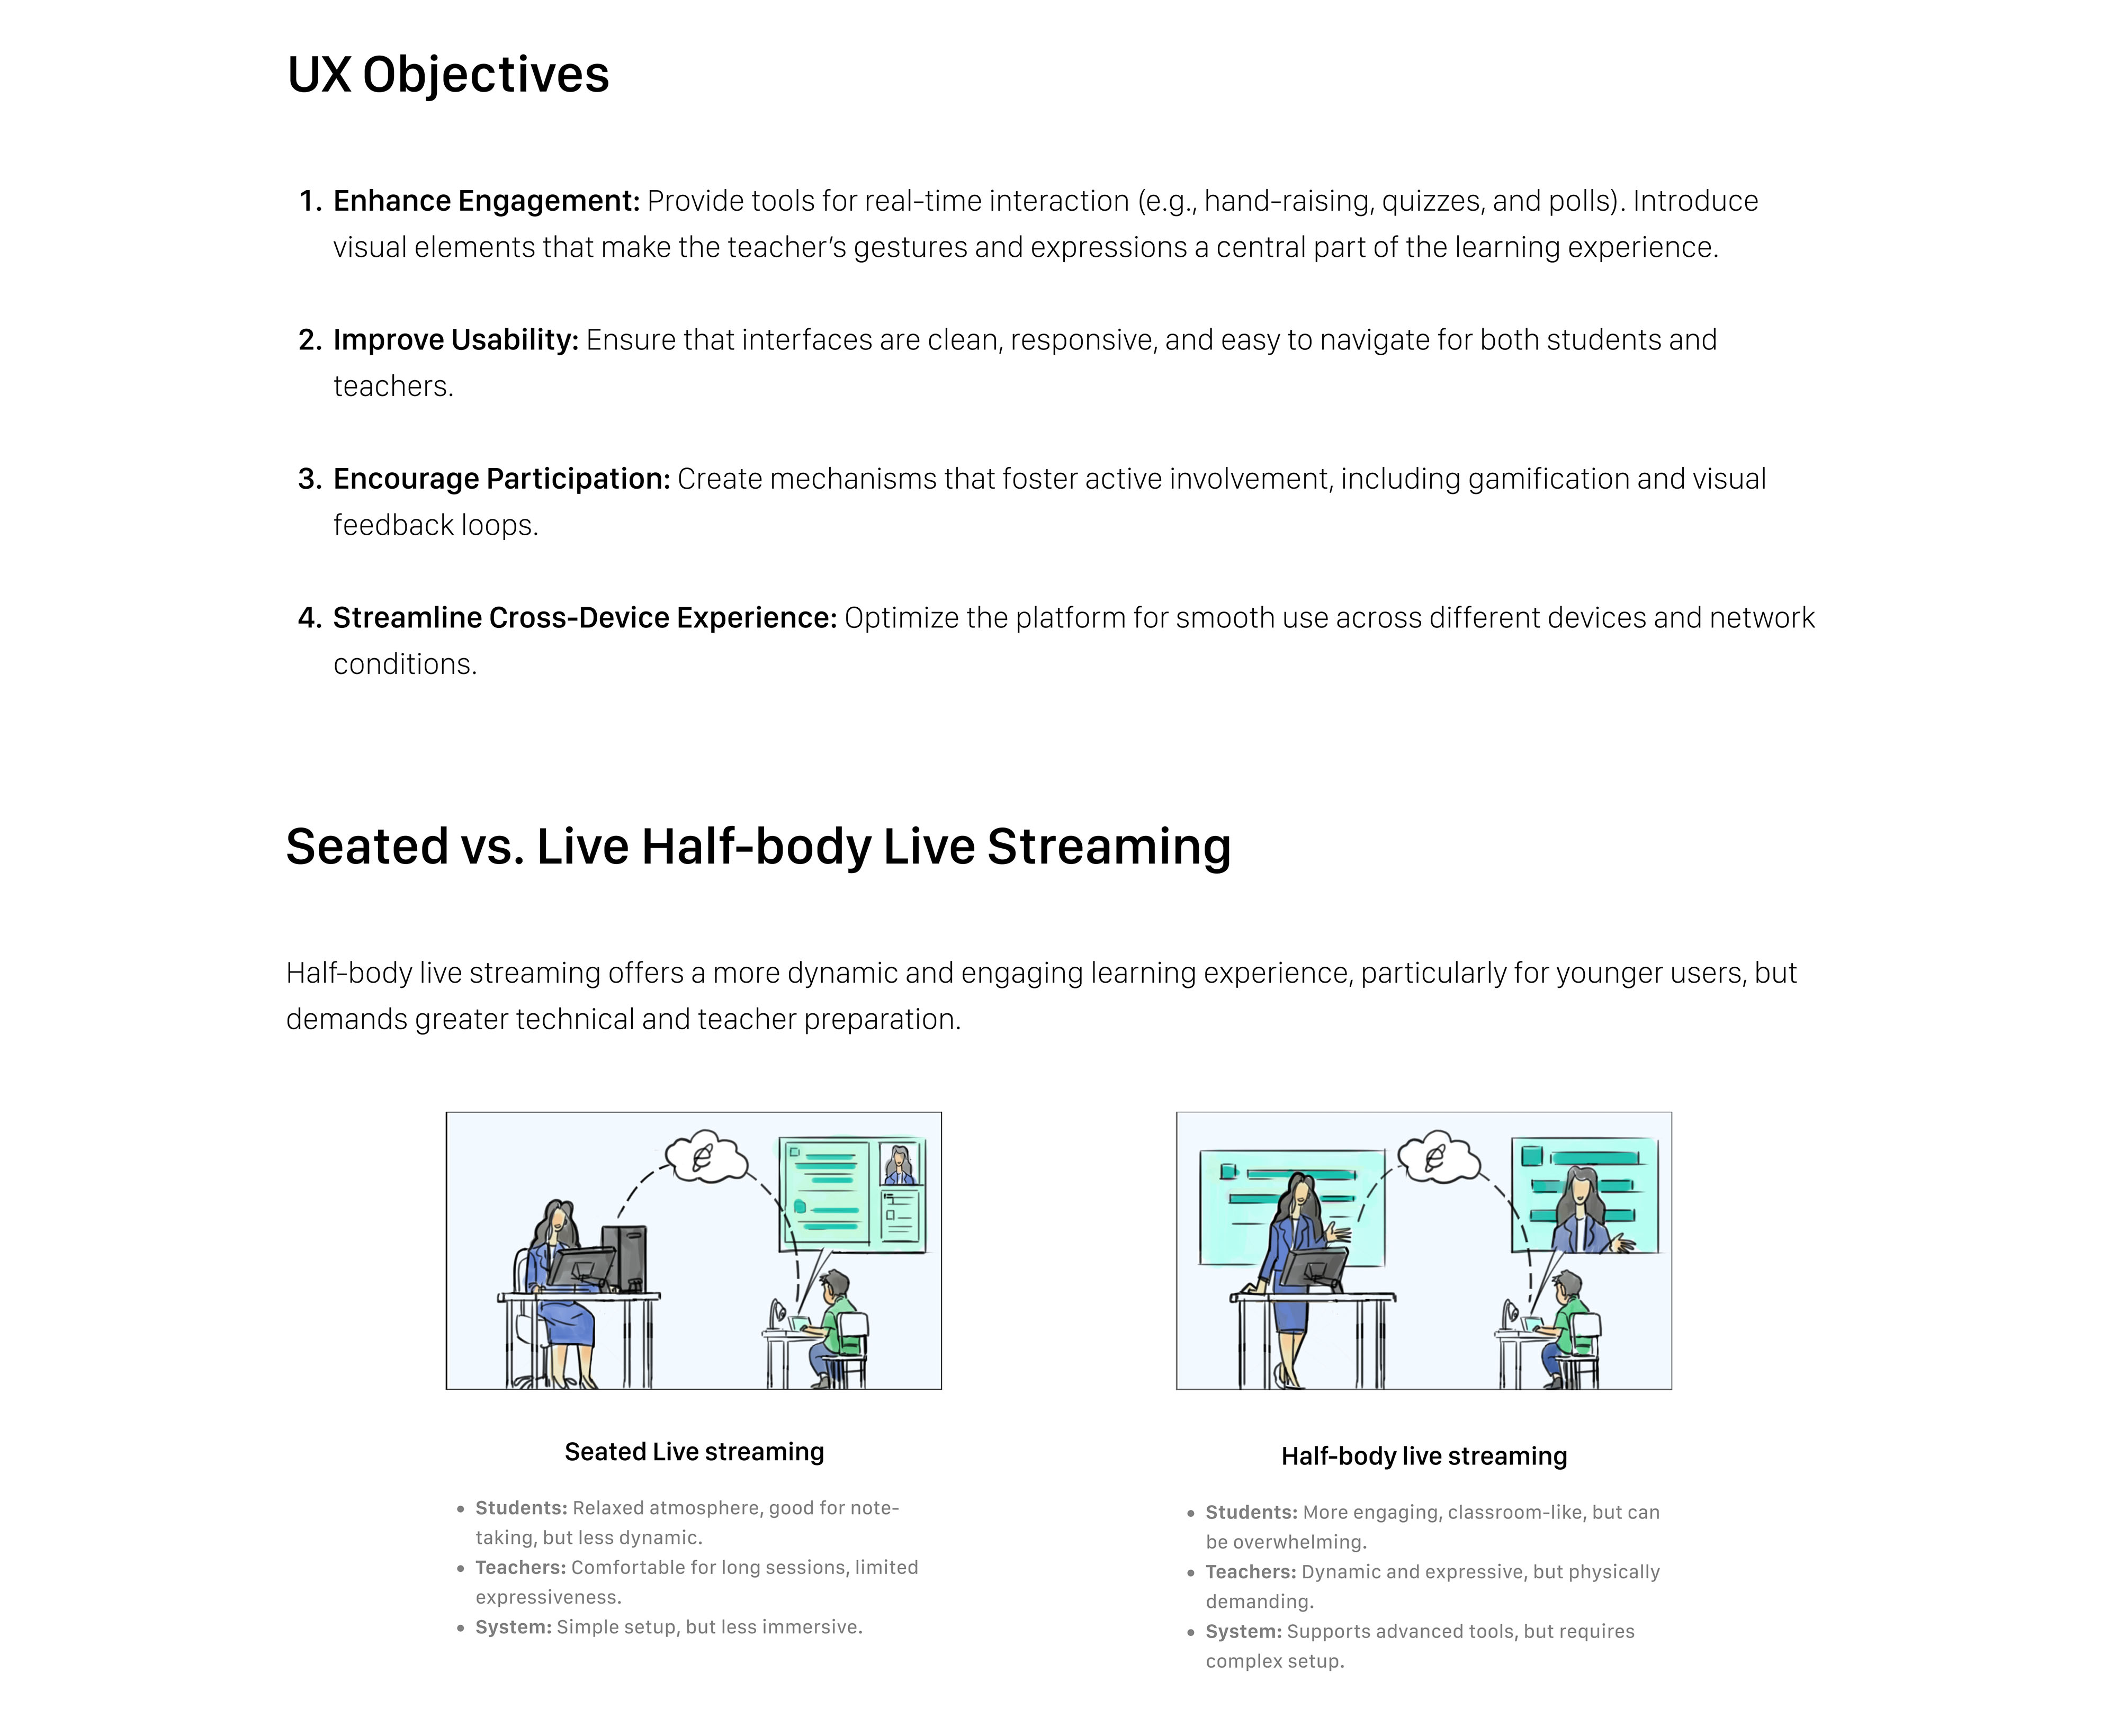 UX Objectives
1. Enhance Engagement: Provide tools for real-time interaction (e.g., hand-raising, quizzes, and polls). Introduce
visual elements that make the teacher’s gestures and expressions a central part of the learning experience.
2. Improve Usability: Ensure that interfaces are clean, responsive, and easy to navigate for both students and
teachers.
3. Encourage Participation: Create mechanisms that foster active involvement, including gamification and visual
feedback loops.
4. Streamline Cross-Device Experience: Optimize the platform for smooth use across different devices and network
conditions.
Seated vs. Live Half-body Live Streaming
Half-body live streaming offers a more dynamic and engaging learning experience, particularly for younger users, but
demands greater technical and teacher preparation.
Seated Live streaming
• Students: Relaxed atmosphere, good for note-
taking, but less dynamic.
• Teachers: Comfortable for long sessions, limited
expressiveness.
• System: Simple setup, but less immersive.
Half-body live streaming
• Students: More engaging, classroom-like, but can
be overwhelming.
• Teachers: Dynamic and expressive, but physically
demanding.
• System: Supports advanced tools, but requires
complex setup.